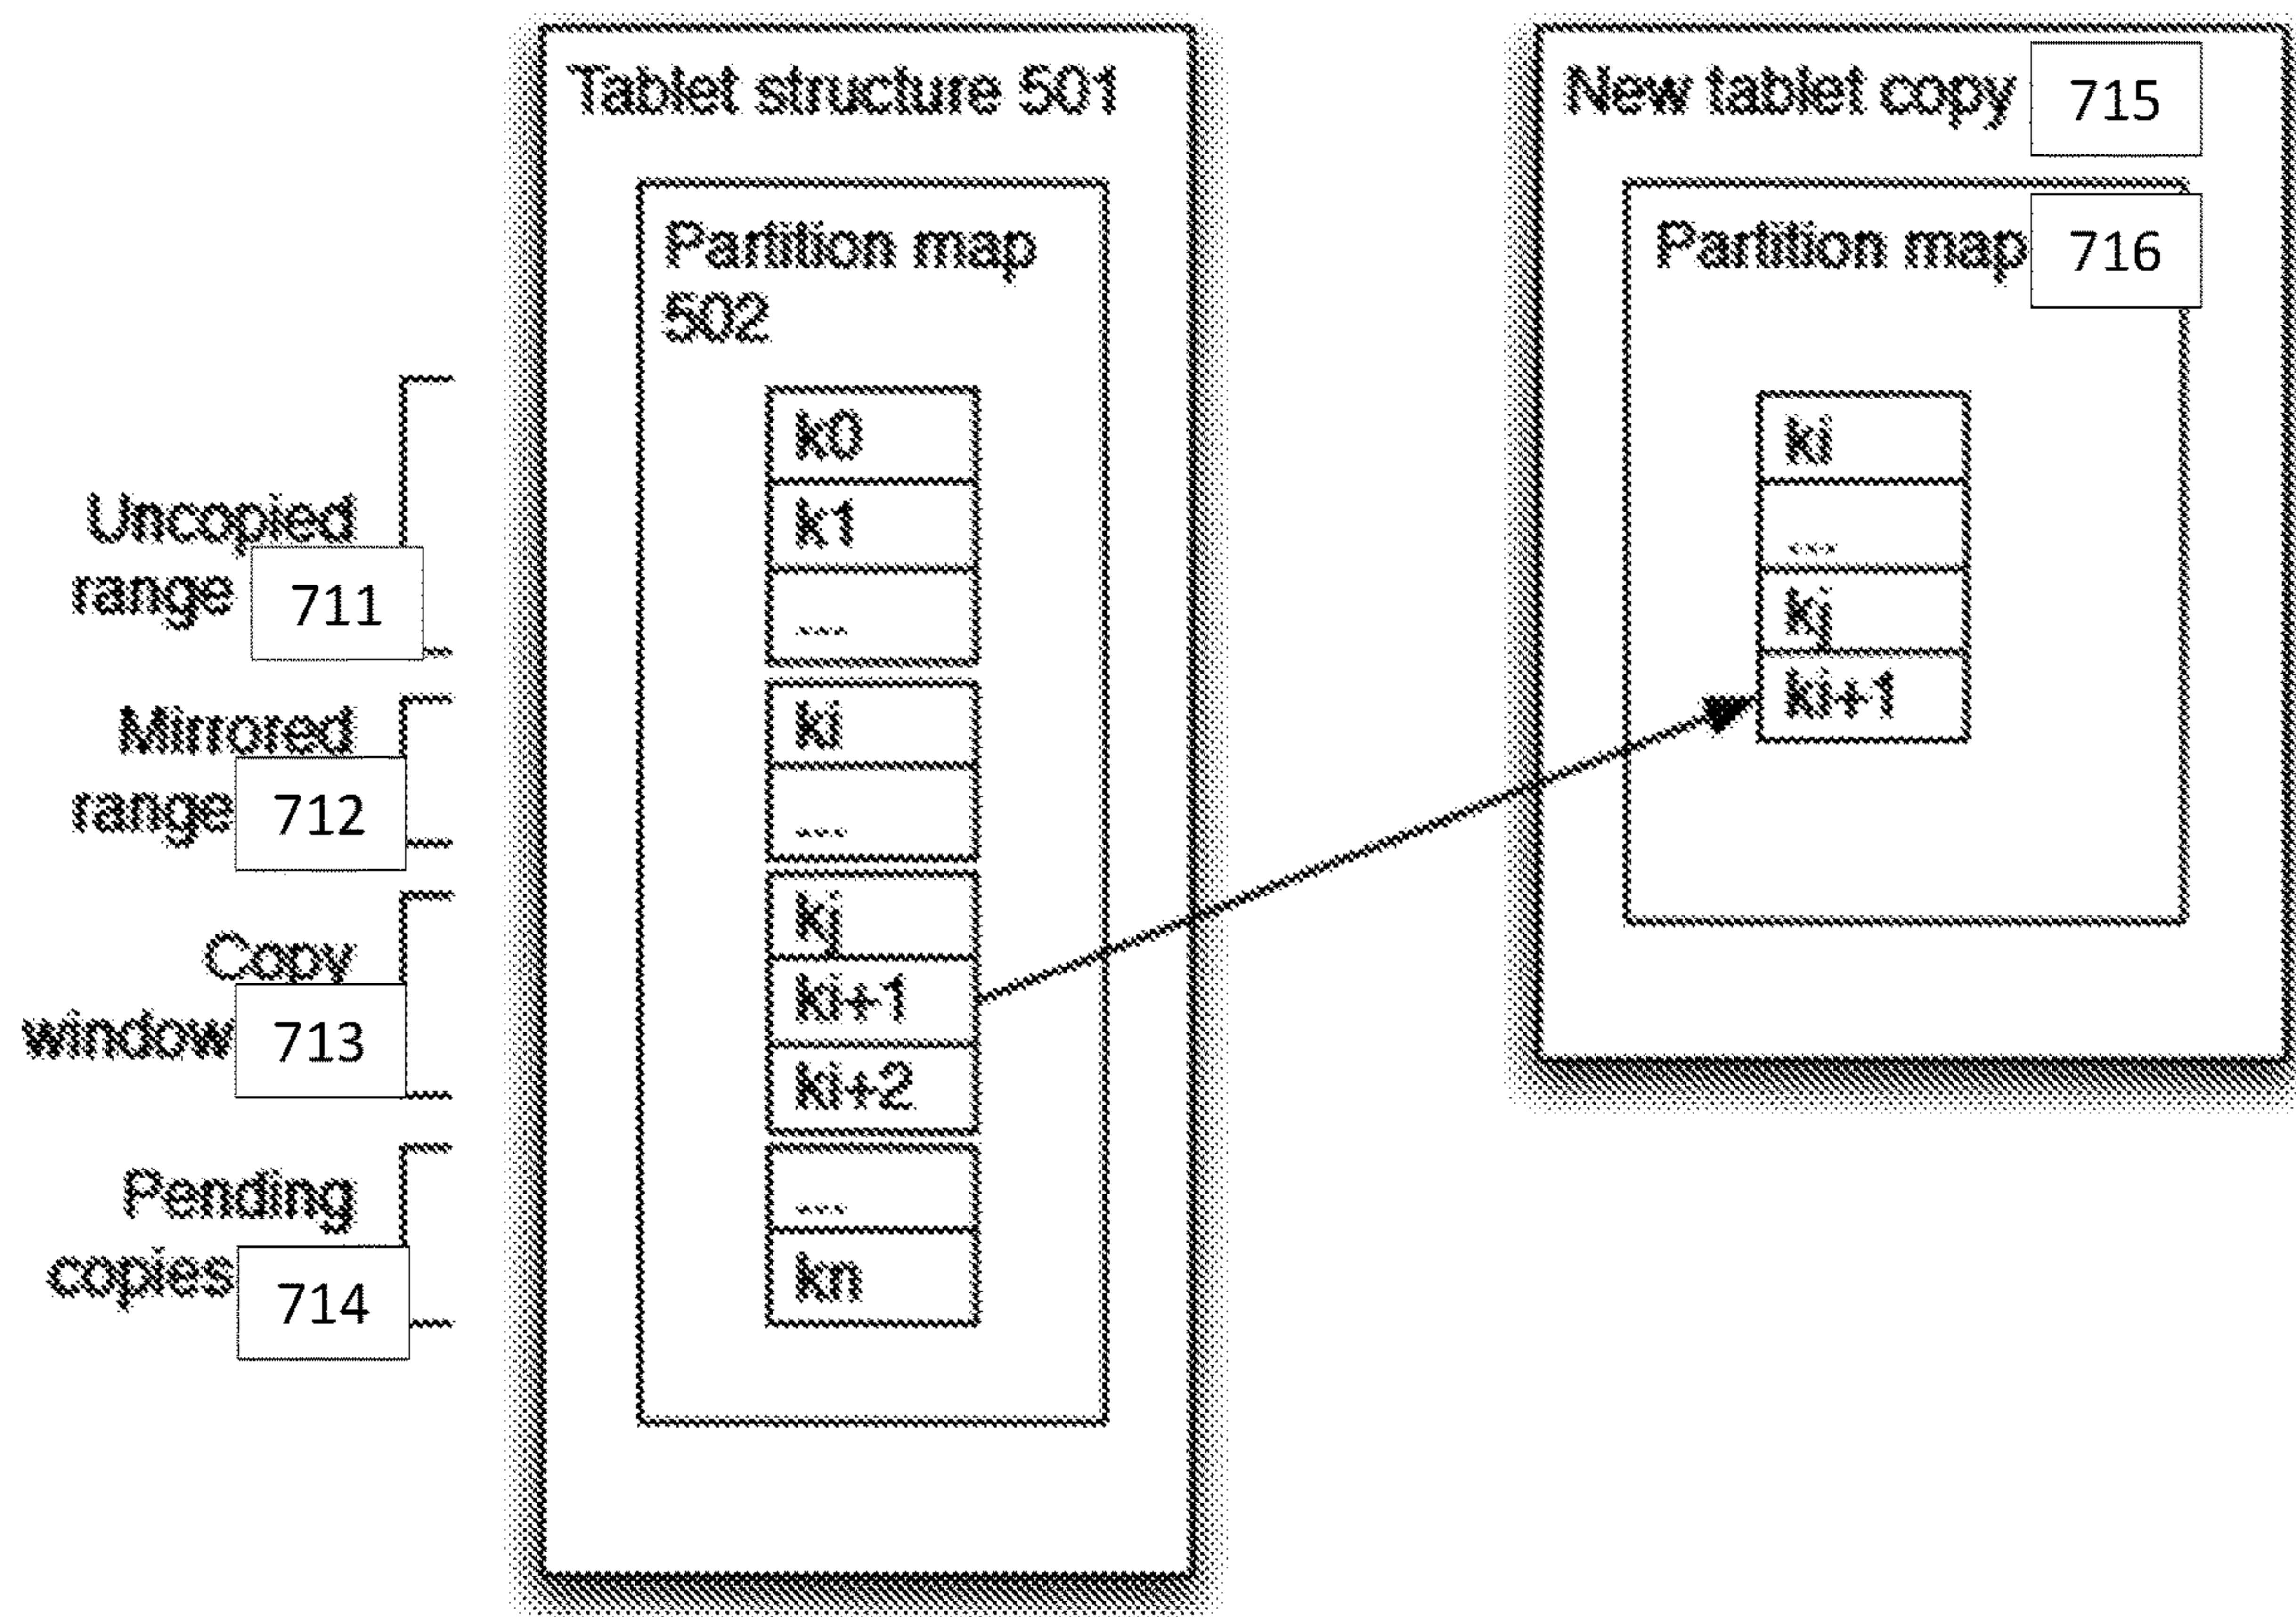 Tablet structure 501
Partition map
502
k0
k1
...
ki
...
kj
ki+1
ki+2
...
kn
Uncopied
range 711
Mirrored
range 712
Copy
window 713
Pending
copies 714
New tablet copy 715
Partition map 716
ki
...
kj
ki+1